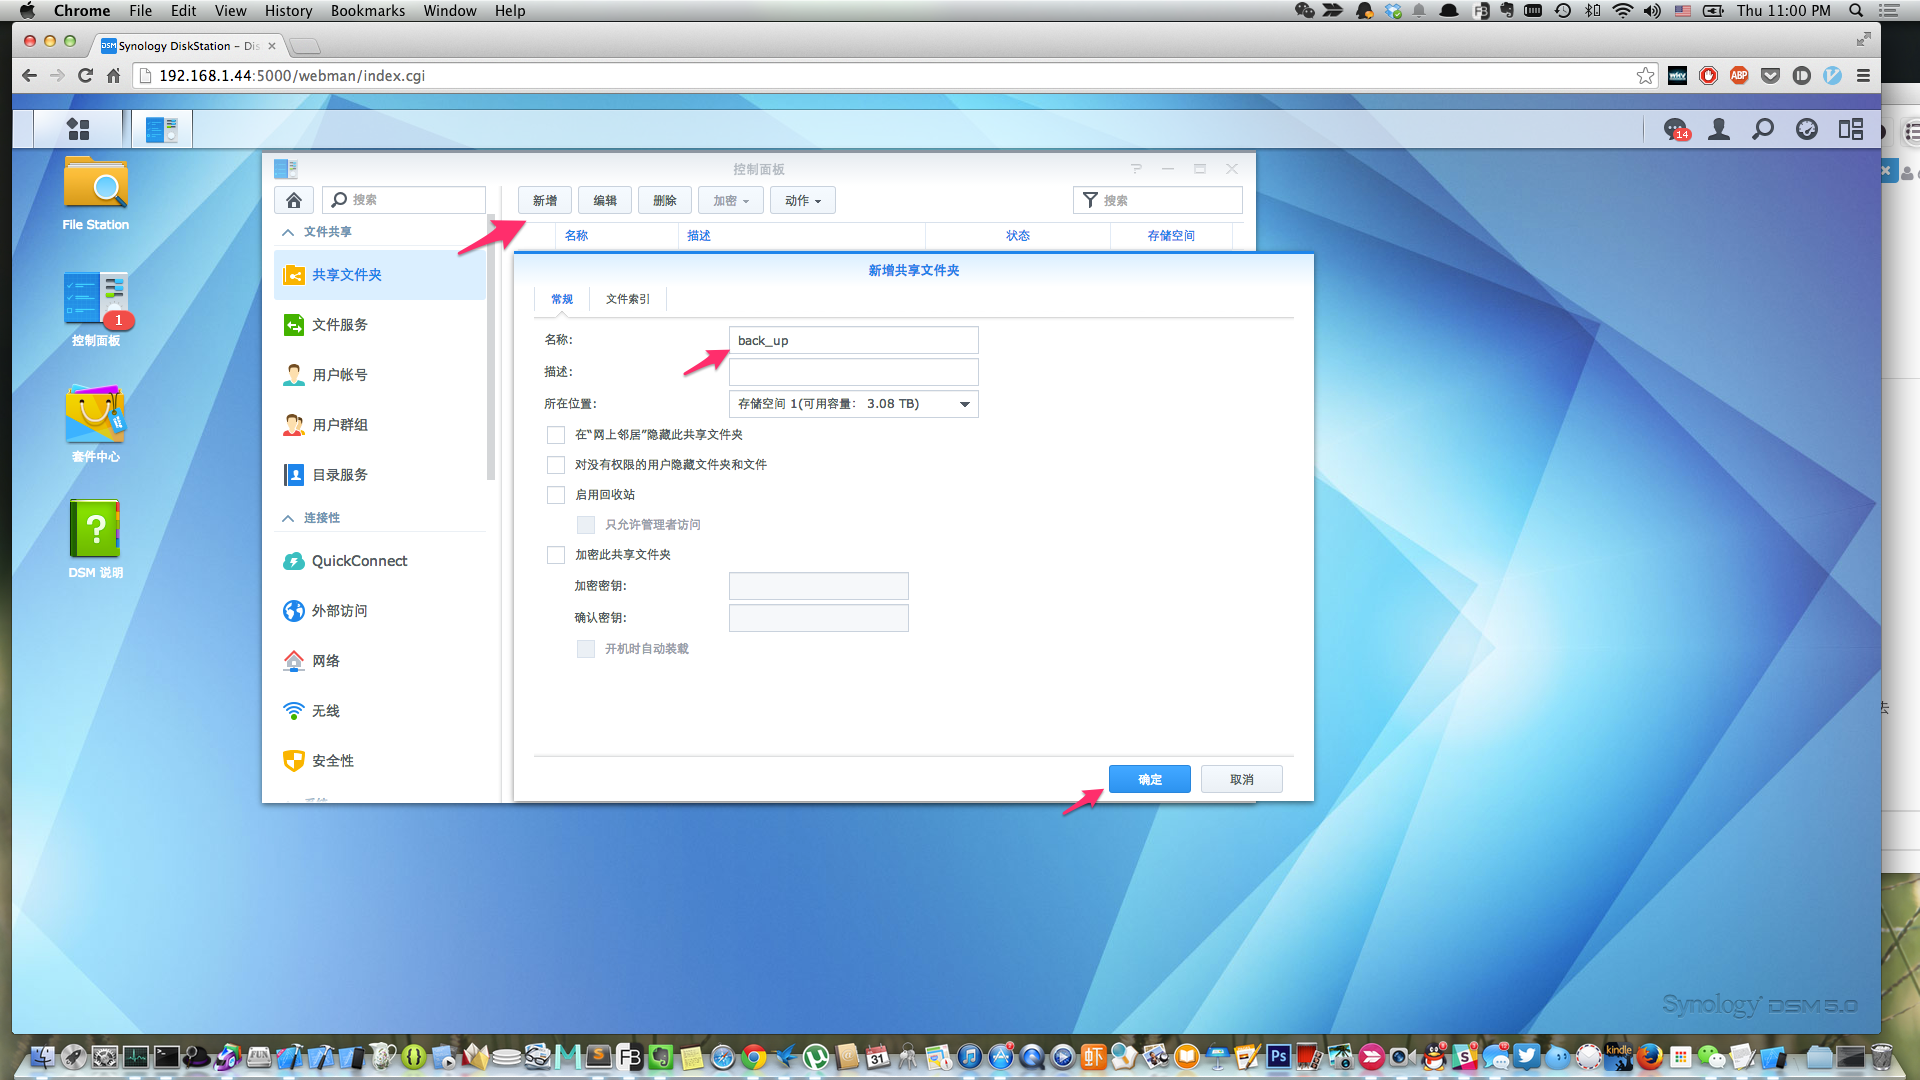 Chrome File Edit View History Bookmarks Window Help
Thu 11:00 PM
Synology DiskStation – Dis
192.168.1.44:5000/webman/index.cgi
ABP
14
File Station
1
控制面板
套件中心
DSM 说明
控制面板
搜索
新增 编辑 删除 加密 动作
搜索
文件共享
名称 描述 状态 存储空间
共享文件夹
文件服务
用户帐号
用户群组
目录服务
连接性
QuickConnect
外部访问
网络
无线
安全性
新增共享文件夹
常规 文件索引
名称: back_up
描述:
所在位置: 存储空间 1(可用容量: 3.08 TB)
在“网上邻居”隐藏此共享文件夹
对没有权限的用户隐藏文件夹和文件
启用回收站
只允许管理者访问
加密此共享文件夹
加密密钥:
确认密钥:
开机时自动装载
确定 取消
去
Synology DSM 5.0
31
虾
Ps
kindle